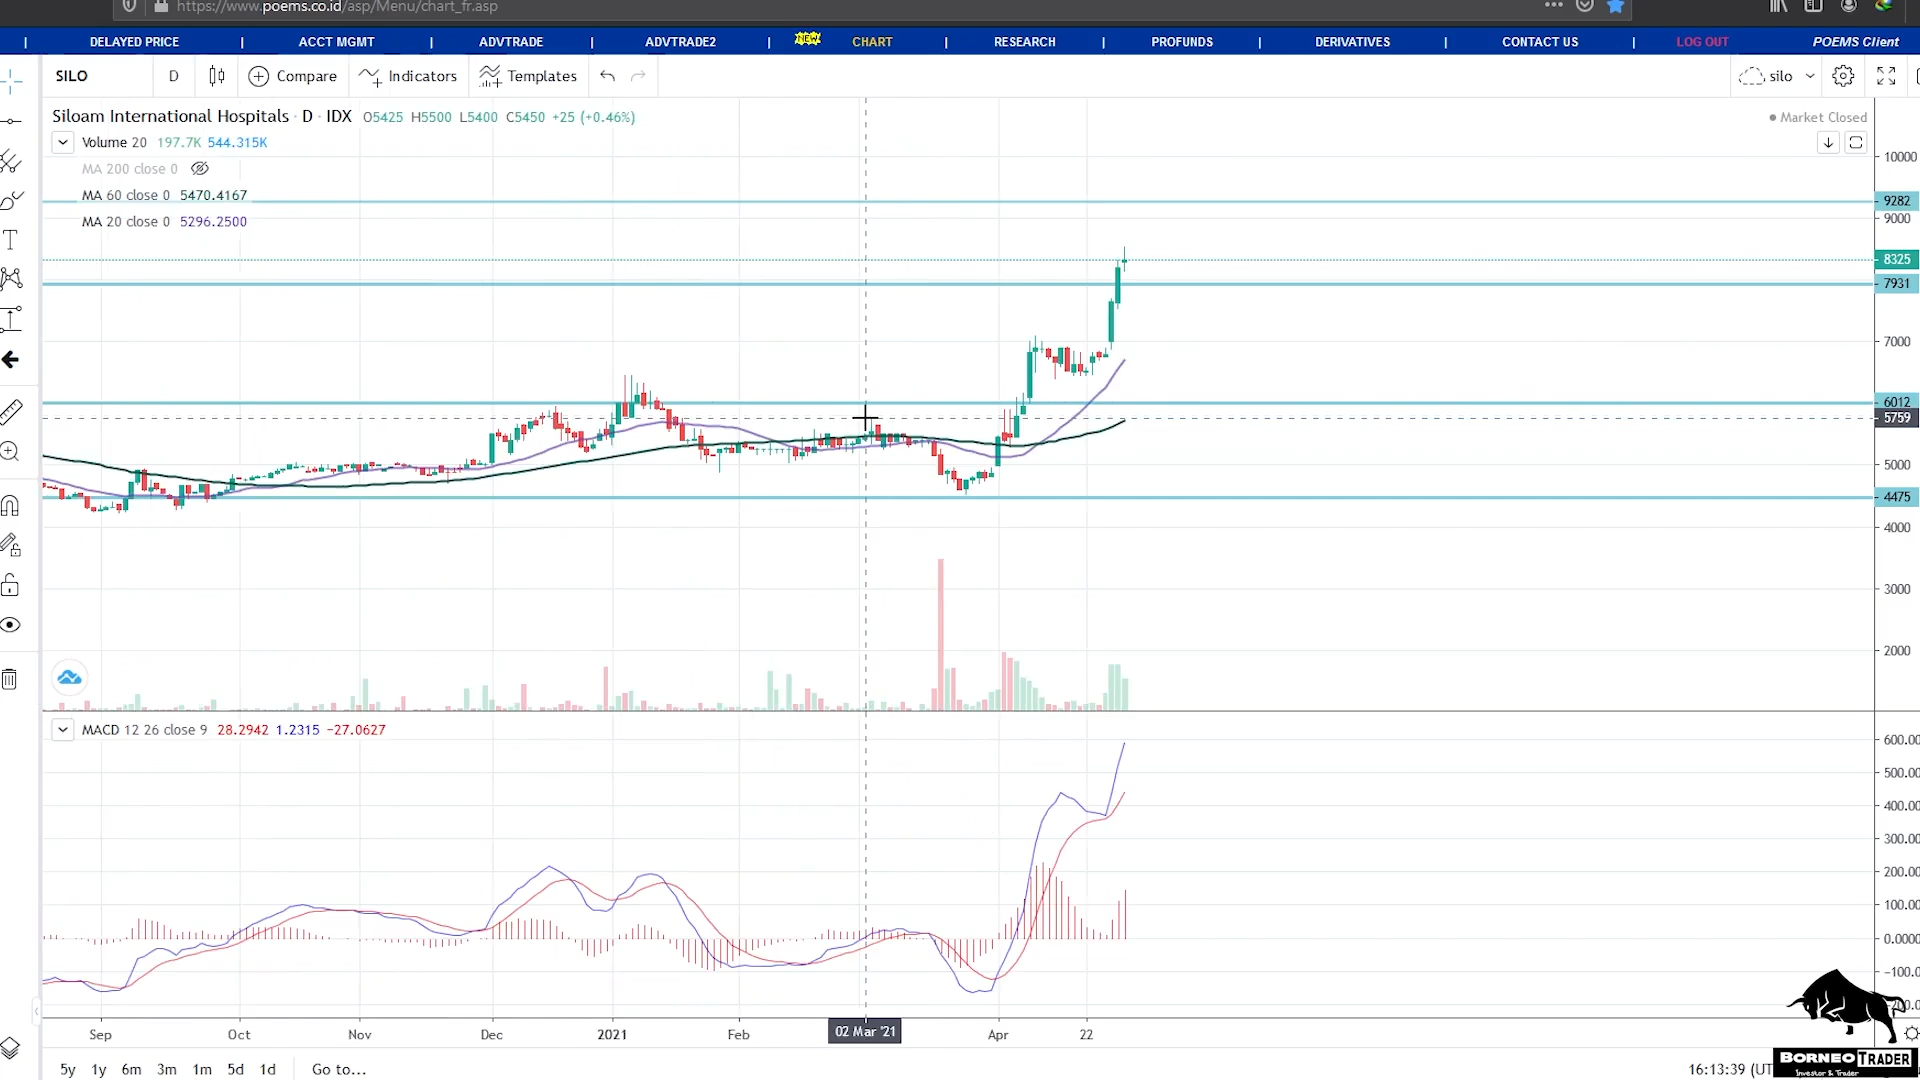 https://www.poems.co.id/asp/Menu/chart_fr.asp
DELAYED PRICE | ACCT MGMT | ADVTRADE | ADVTRADE2 | NEW CHART | RESEARCH | PROFUNDS | DERIVATIVES | CONTACT US | LOG OUT POEMS Client
SILO D Compare Indicators Templates silo
Siloam International Hospitals · D · IDX O5425 H5500 L5400 C5450 +25 (+0.46%)
Market Closed
Volume 20 197.7K 544.315K
MA 200 close 0
MA 60 close 0 5470.4167
MA 20 close 0 5296.2500
10000
9282
9000
8325
7931
7000
6012
5759
5000
4475
4000
3000
2000
MACD 12 26 close 9 28.2942 1.2315 −27.0627
600.00
500.00
400.00
300.00
200.00
100.00
0.0000
−100.0
Sep Oct Nov Dec 2021 Feb 02 Mar '21 Apr 22
5y 1y 6m 3m 1m 5d 1d Go to...
16:13:39 (UT
BORNEO TRADER
Investor & Trader